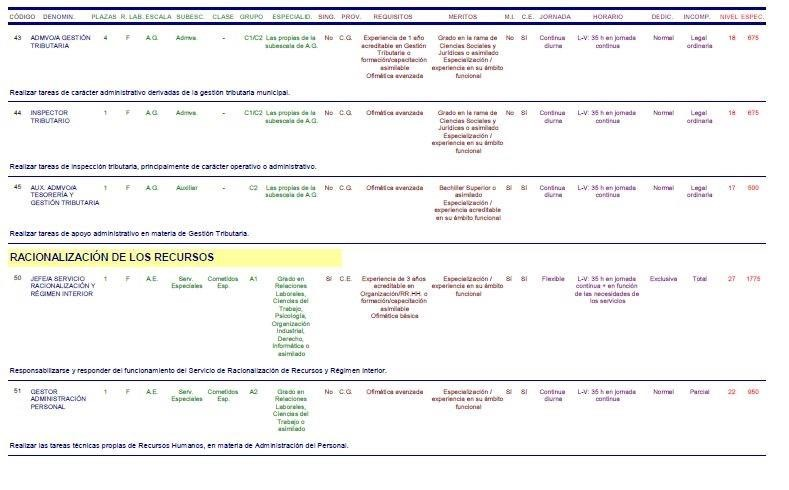 CÓDIGO DENOMIN. PLAZAS R. LAB. ESCALA SUBESC. CLASE GRUPO ESPECIALID. SING. PROV. REQUISITOS MERITOS M.I. C.E. JORNADA HORARIO DEDIC. INCOMP. NIVEL ESPEC.
43 ADMVO/A GESTIÓN 4 F A.G. Admva. - C1/C2 Las propias de la No C.G. Experiencia de 1 año Grado en la rama de No Sí Continua L-V: 35 h en jornada Normal Legal 18 675
TRIBUTARIA subescala de A.G. acreditable en Gestión Ciencias Sociales y diurna continua ordinaria
Tributaria o Jurídicas o asimilado
formación/capacitación Especialización /
asimilable experiencia en su ámbito
Ofimática avanzada funcional
Realizar tareas de carácter administrativo derivadas de la gestión tributaria municipal.
44 INSPECTOR 1 F A.G. Admva. - C1/C2 Las propias de la No C.G. Ofimática avanzada Grado en la rama de No Sí Continua L-V: 35 h en jornada Normal Legal 18 675
TRIBUTARIO subescala de A.G. Ciencias Sociales y diurna continua ordinaria
Jurídicas o asimilado
Especialización /
experiencia en su ámbito
funcional
Realizar tareas de inspección tributaria, principalmente de carácter operativo o administrativo.
45 AUX. ADMVO/A 1 F A.G. Auxiliar - C2 Las propias de la No C.G. Ofimática avanzada Bachiller Superior o Sí Sí Continua L-V: 35 h en jornada Normal Legal 17 500
TESORERÍA Y subescala de A.G. asimilado diurna continua ordinaria
GESTIÓN TRIBUTARIA Especialización /
experiencia acreditable
en su ámbito funcional
Realizar tareas de apoyo administrativo en materia de Gestión Tributaria.
RACIONALIZACIÓN DE LOS RECURSOS
50 JEFE/A SERVICIO 1 F A.E. Serv. Cometidos A1 Grado en Sí C.E. Experiencia de 3 años Especialización / Sí Sí Flexible L-V: 35 h en jornada Exclusiva Total 27 1775
RACIONALIZACIÓN Y Especiales Esp. Relaciones acreditable en experiencia en su ámbito continua + en función
RÉGIMEN INTERIOR Laborales, Organización/RR.HH. o funcional de las necesidades de
Ciencias del formación/capacitación los servicios
Trabajo, asimilable
Psicología, Ofimática básica
Organización
Industrial,
Derecho,
Informática o
asimilado
Responsabilizarse y responder del funcionamiento del Servicio de Racionalización de Recursos y Régimen Interior.
51 GESTOR 1 F A.E. Serv. Cometidos A2 Grado en No C.G. Ofimática avanzada Especialización / Sí Sí Continua L-V: 35 h en jornada Normal Parcial 22 950
ADMINISTRACIÓN Especiales Esp. Relaciones experiencia en su ámbito diurna continua
PERSONAL Laborales, funcional
Ciencias del
Trabajo o
asimilado
Realizar las tareas técnicas propias de Recursos Humanos, en materia de Administración del Personal.